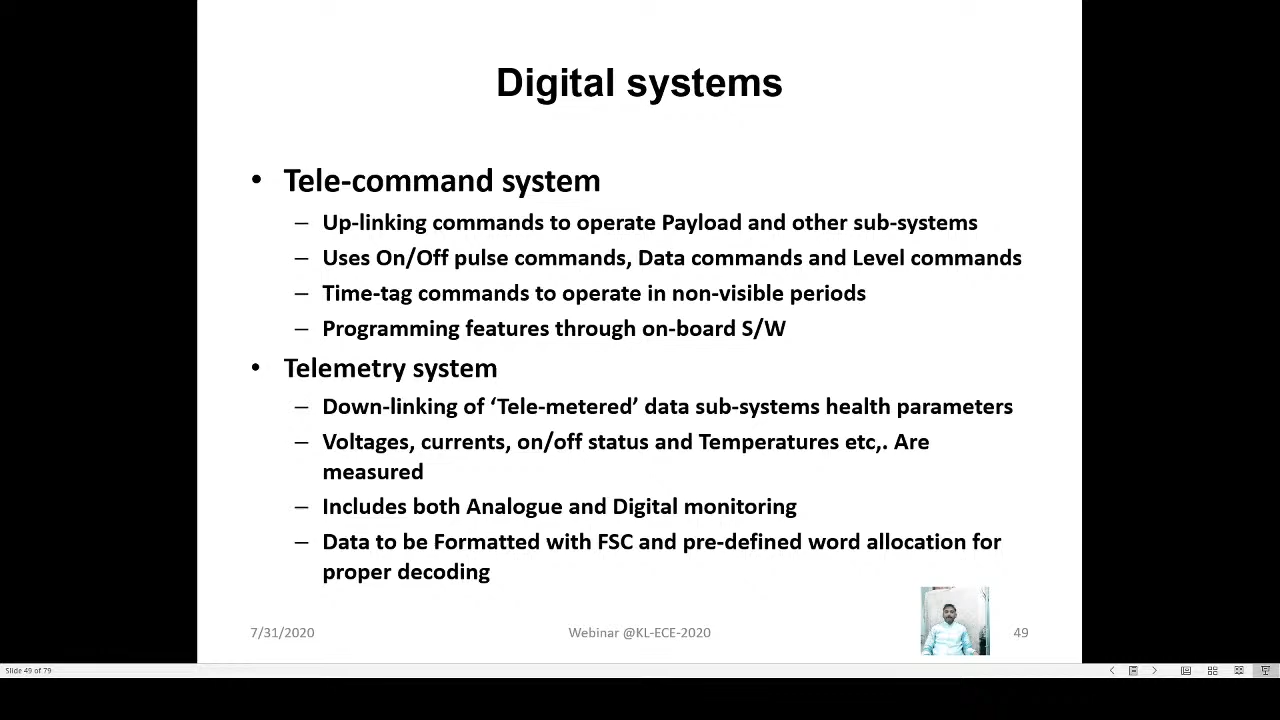 Digital systems
• Tele-command system
– Up-linking commands to operate Payload and other sub-systems
– Uses On/Off pulse commands, Data commands and Level commands
– Time-tag commands to operate in non-visible periods
– Programming features through on-board S/W
• Telemetry system
– Down-linking of ‘Tele-metered’ data sub-systems health parameters
– Voltages, currents, on/off status and Temperatures etc,. Are
measured
– Includes both Analogue and Digital monitoring
– Data to be Formatted with FSC and pre-defined word allocation for
proper decoding
7/31/2020
Webinar @KL-ECE-2020
49
Slide 49 of 79